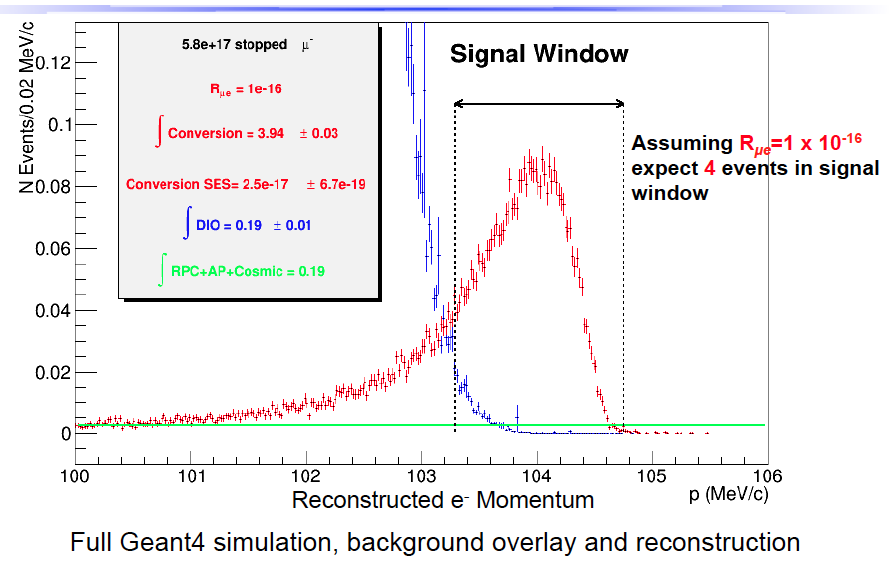 N Events/0.02 MeV/c
0.12
0.1
0.08
0.06
0.04
0.02
0
5.8e+17 stopped μ-
Rμe = 1e-16
∫ Conversion = 3.94 ± 0.03
Conversion SES= 2.5e-17 ± 6.7e-19
∫ DIO = 0.19 ± 0.01
∫ RPC+AP+Cosmic = 0.19
Signal Window
Assuming Rμe=1 x 10-16
expect 4 events in signal
window
100 101 102 103 104 105 106
Reconstructed e- Momentum
p (MeV/c)
Full Geant4 simulation, background overlay and reconstruction